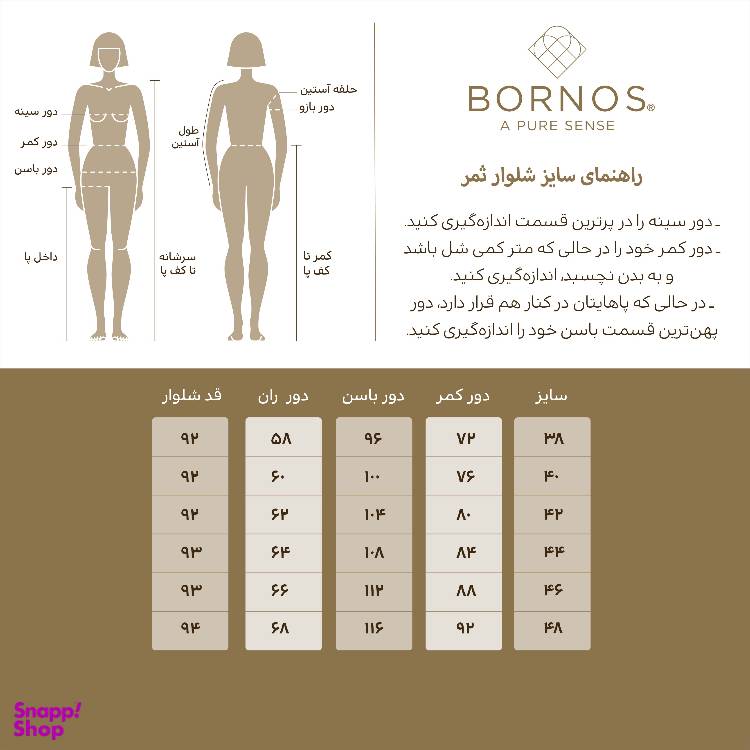 BORNOS®
A PURE SENSE
راهنمای سایز شلوار ثمر
ـ دور سینه را در پرترین قسمت اندازه‌گیری کنید.
ـ دور کمر خود را در حالی که متر کمی شل باشد
و به بدن نچسبد، اندازه‌گیری کنید.
ـ در حالی که پاهایتان در کنار هم قرار دارد، دور
پهن‌ترین قسمت باسن خود را اندازه‌گیری کنید.
حلقه آستین
دور بازو
طول
آستین
کمر تا
کف پا
دور سینه
دور کمر
دور باسن
داخل پا
سرشانه
تا کف پا
سایز دور کمر دور باسن دور ران قد شلوار
۳۸ ۷۲ ۹۶ ۵۸ ۹۲
۴۰ ۷۶ ۱۰۰ ۶۰ ۹۲
۴۲ ۸۰ ۱۰۴ ۶۲ ۹۲
۴۴ ۸۴ ۱۰۸ ۶۴ ۹۳
۴۶ ۸۸ ۱۱۲ ۶۶ ۹۳
۴۸ ۹۲ ۱۱۶ ۶۸ ۹۴
Snapp!
Shop